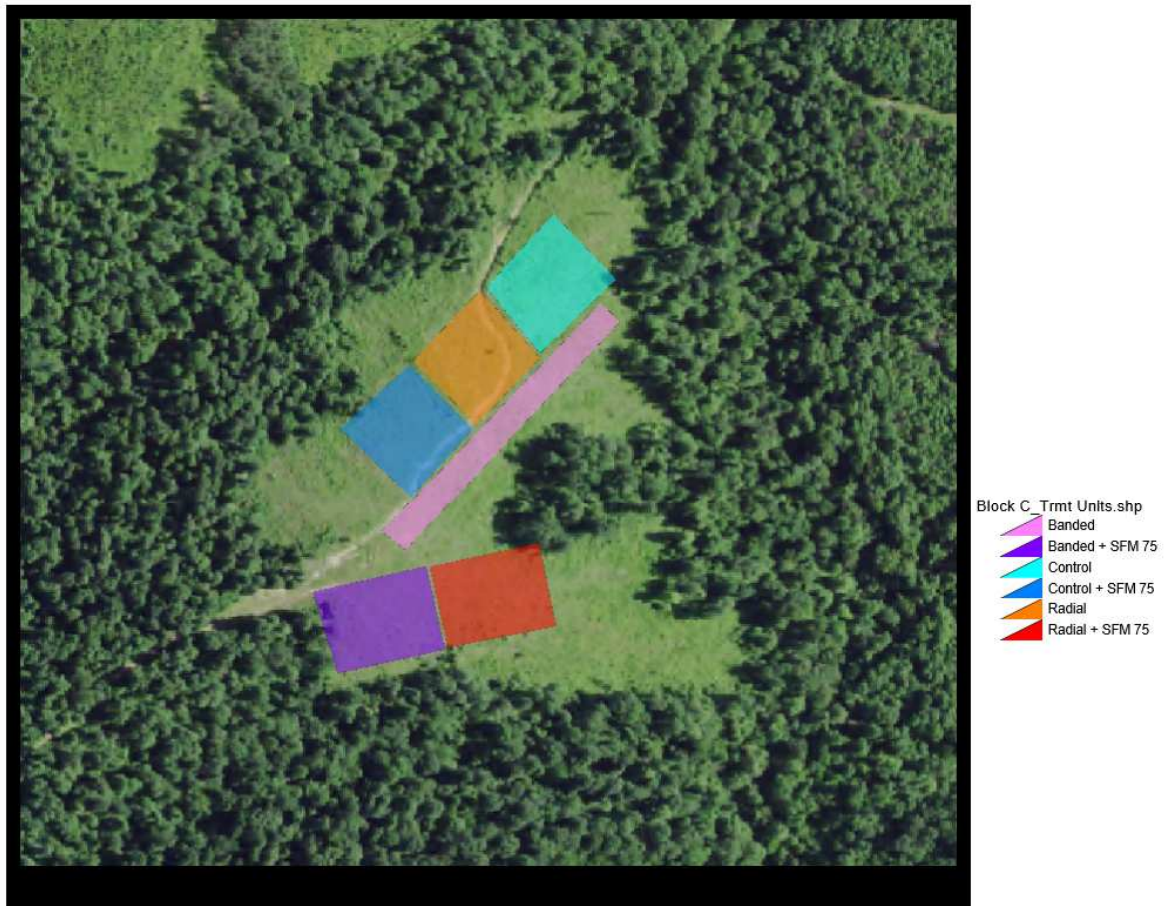 Block C_Trmt Units.shp
Banded
Banded + SFM 75
Control
Control + SFM 75
Radial
Radial + SFM 75